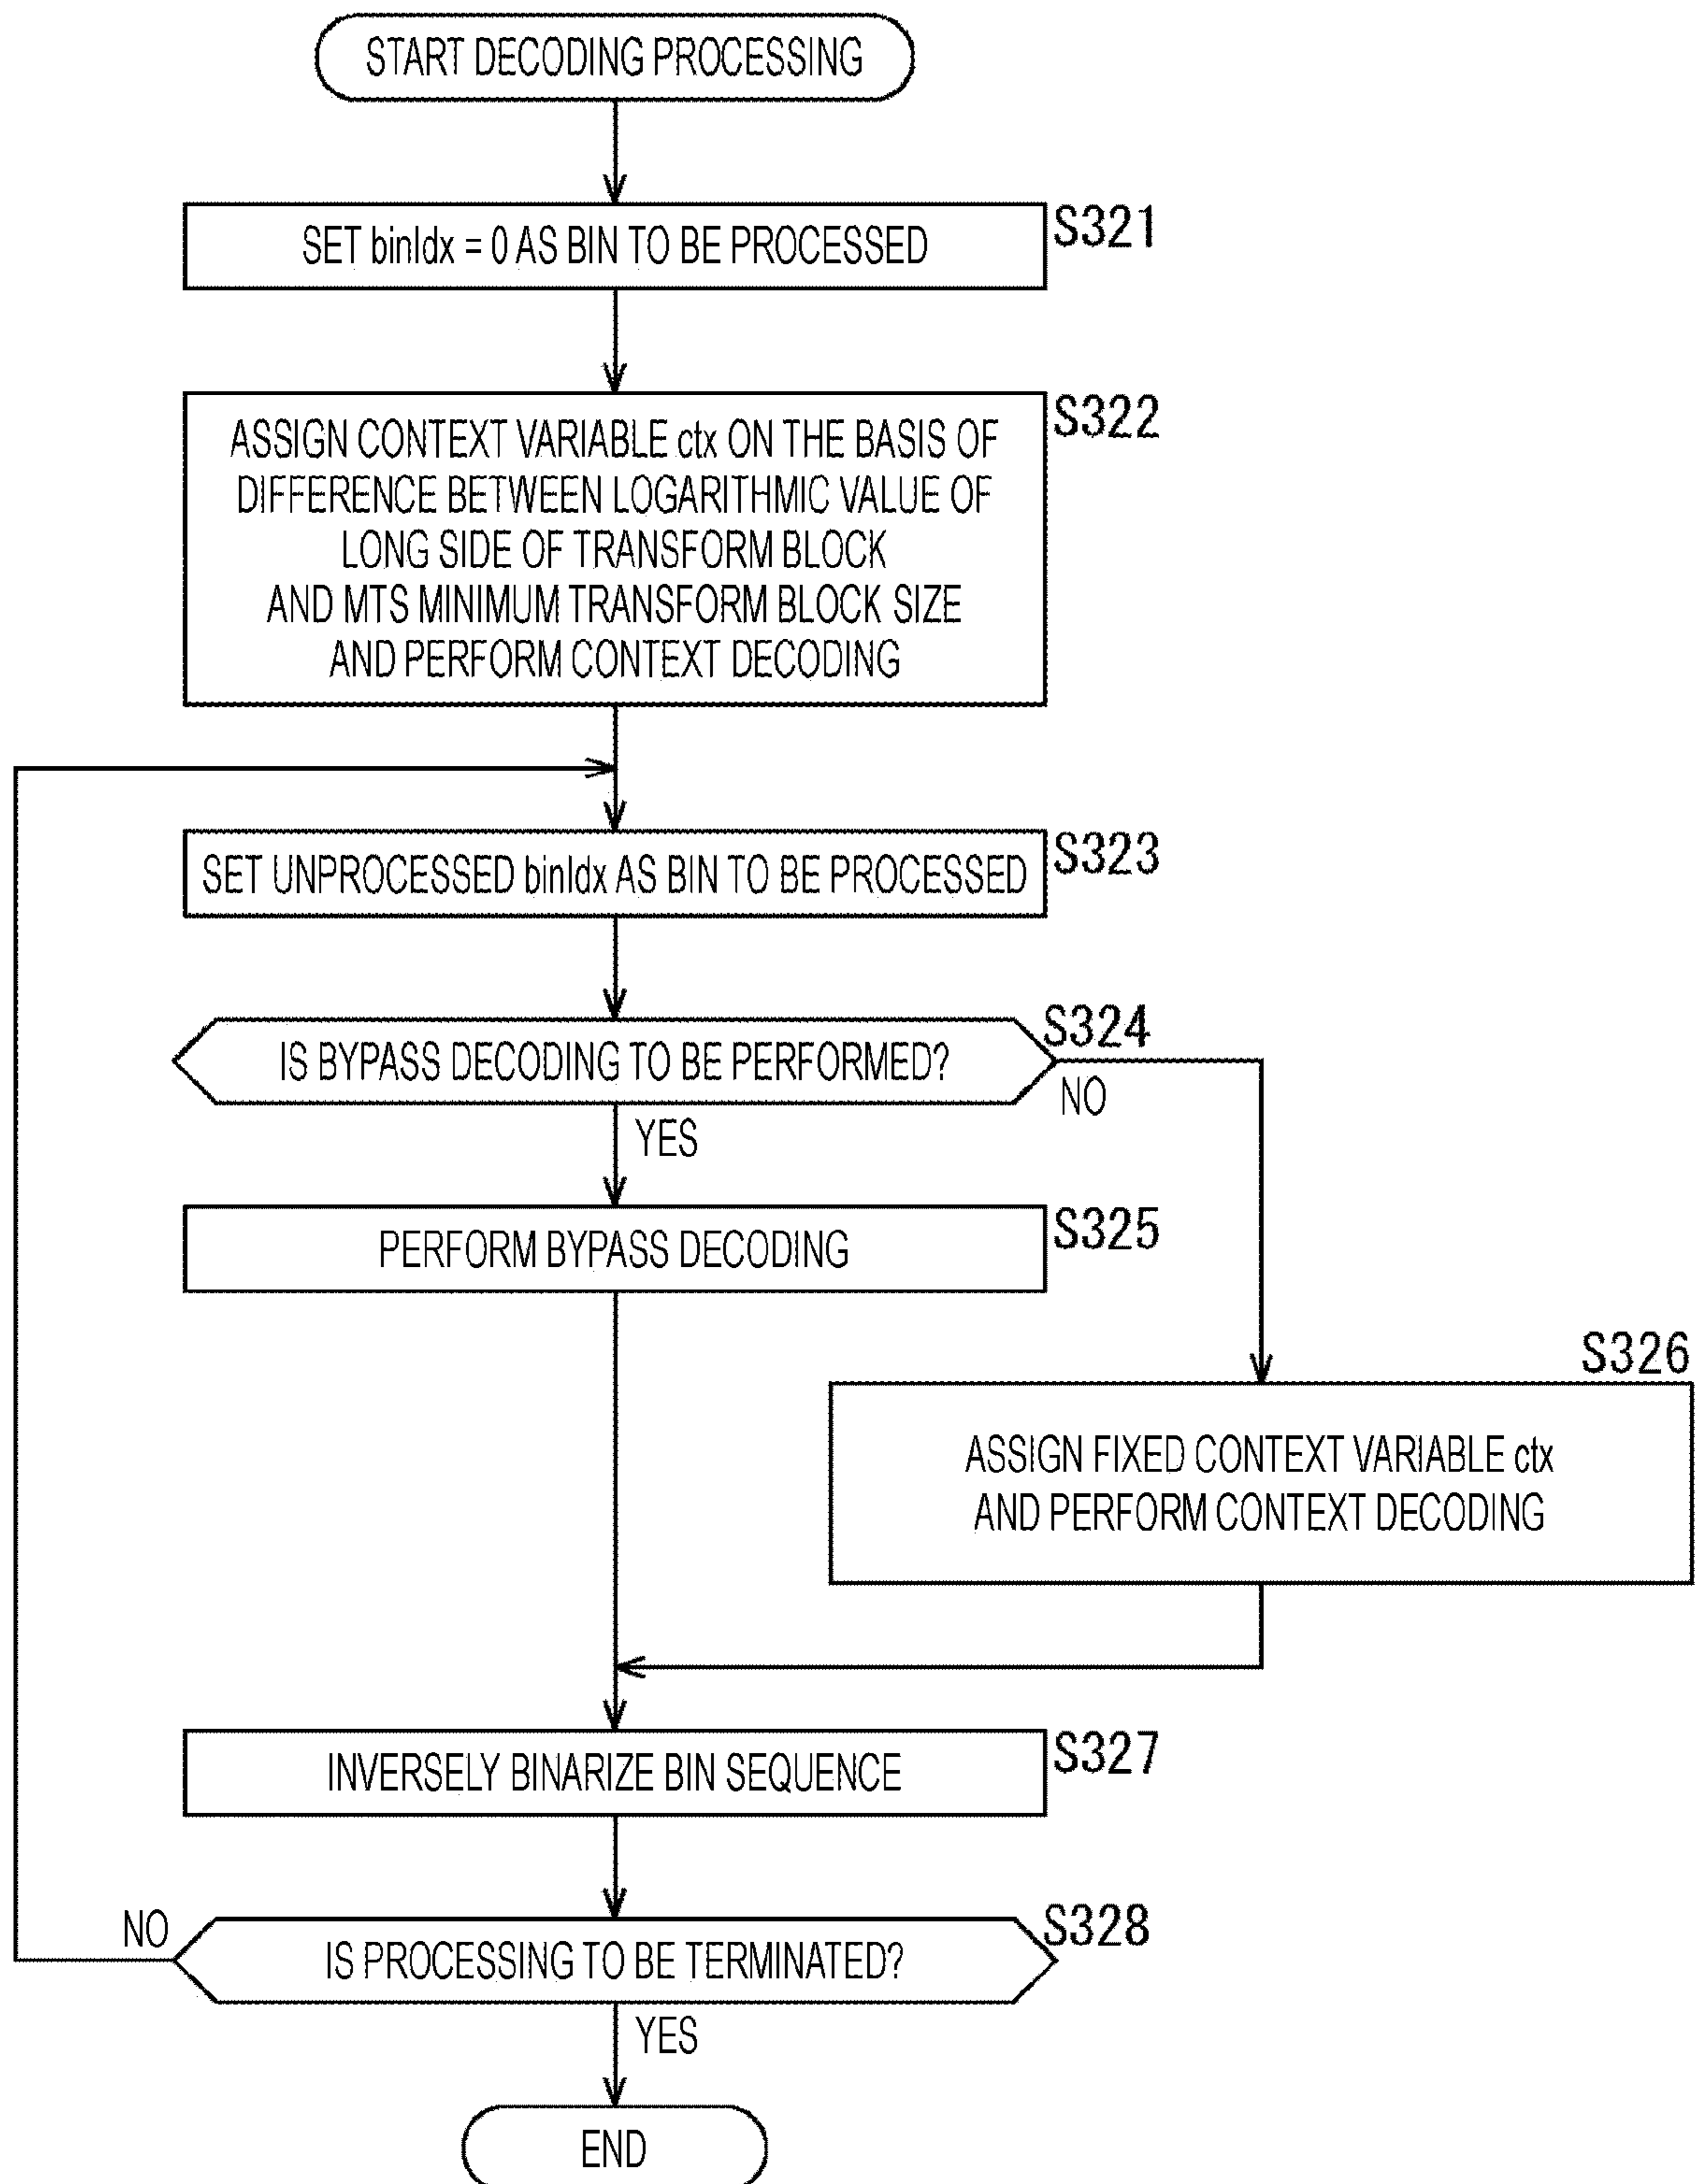 START DECODING PROCESSING
S321
SET binIdx = 0 AS BIN TO BE PROCESSED
S322
ASSIGN CONTEXT VARIABLE ctx ON THE BASIS OF
DIFFERENCE BETWEEN LOGARITHMIC VALUE OF
LONG SIDE OF TRANSFORM BLOCK
AND MTS MINIMUM TRANSFORM BLOCK SIZE
AND PERFORM CONTEXT DECODING
S323
SET UNPROCESSED binIdx AS BIN TO BE PROCESSED
S324
IS BYPASS DECODING TO BE PERFORMED?
NO
YES
S325
PERFORM BYPASS DECODING
S326
ASSIGN FIXED CONTEXT VARIABLE ctx
AND PERFORM CONTEXT DECODING
S327
INVERSELY BINARIZE BIN SEQUENCE
S328
NO
IS PROCESSING TO BE TERMINATED?
YES
END